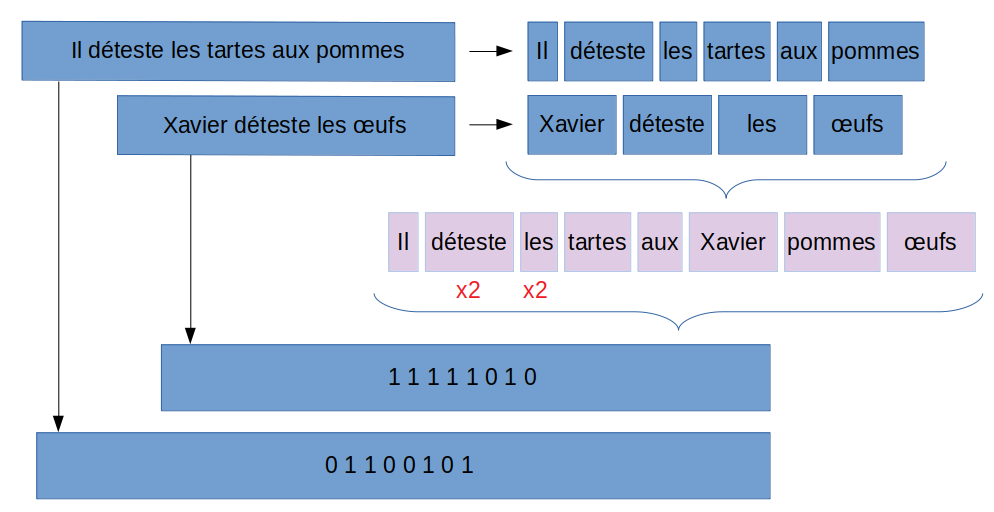 Il déteste les tartes aux pommes
Il déteste les tartes aux pommes
Xavier déteste les œufs
Xavier déteste les œufs
Il déteste les tartes aux Xavier pommes œufs
x2 x2
1 1 1 1 1 0 1 0
0 1 1 0 0 1 0 1